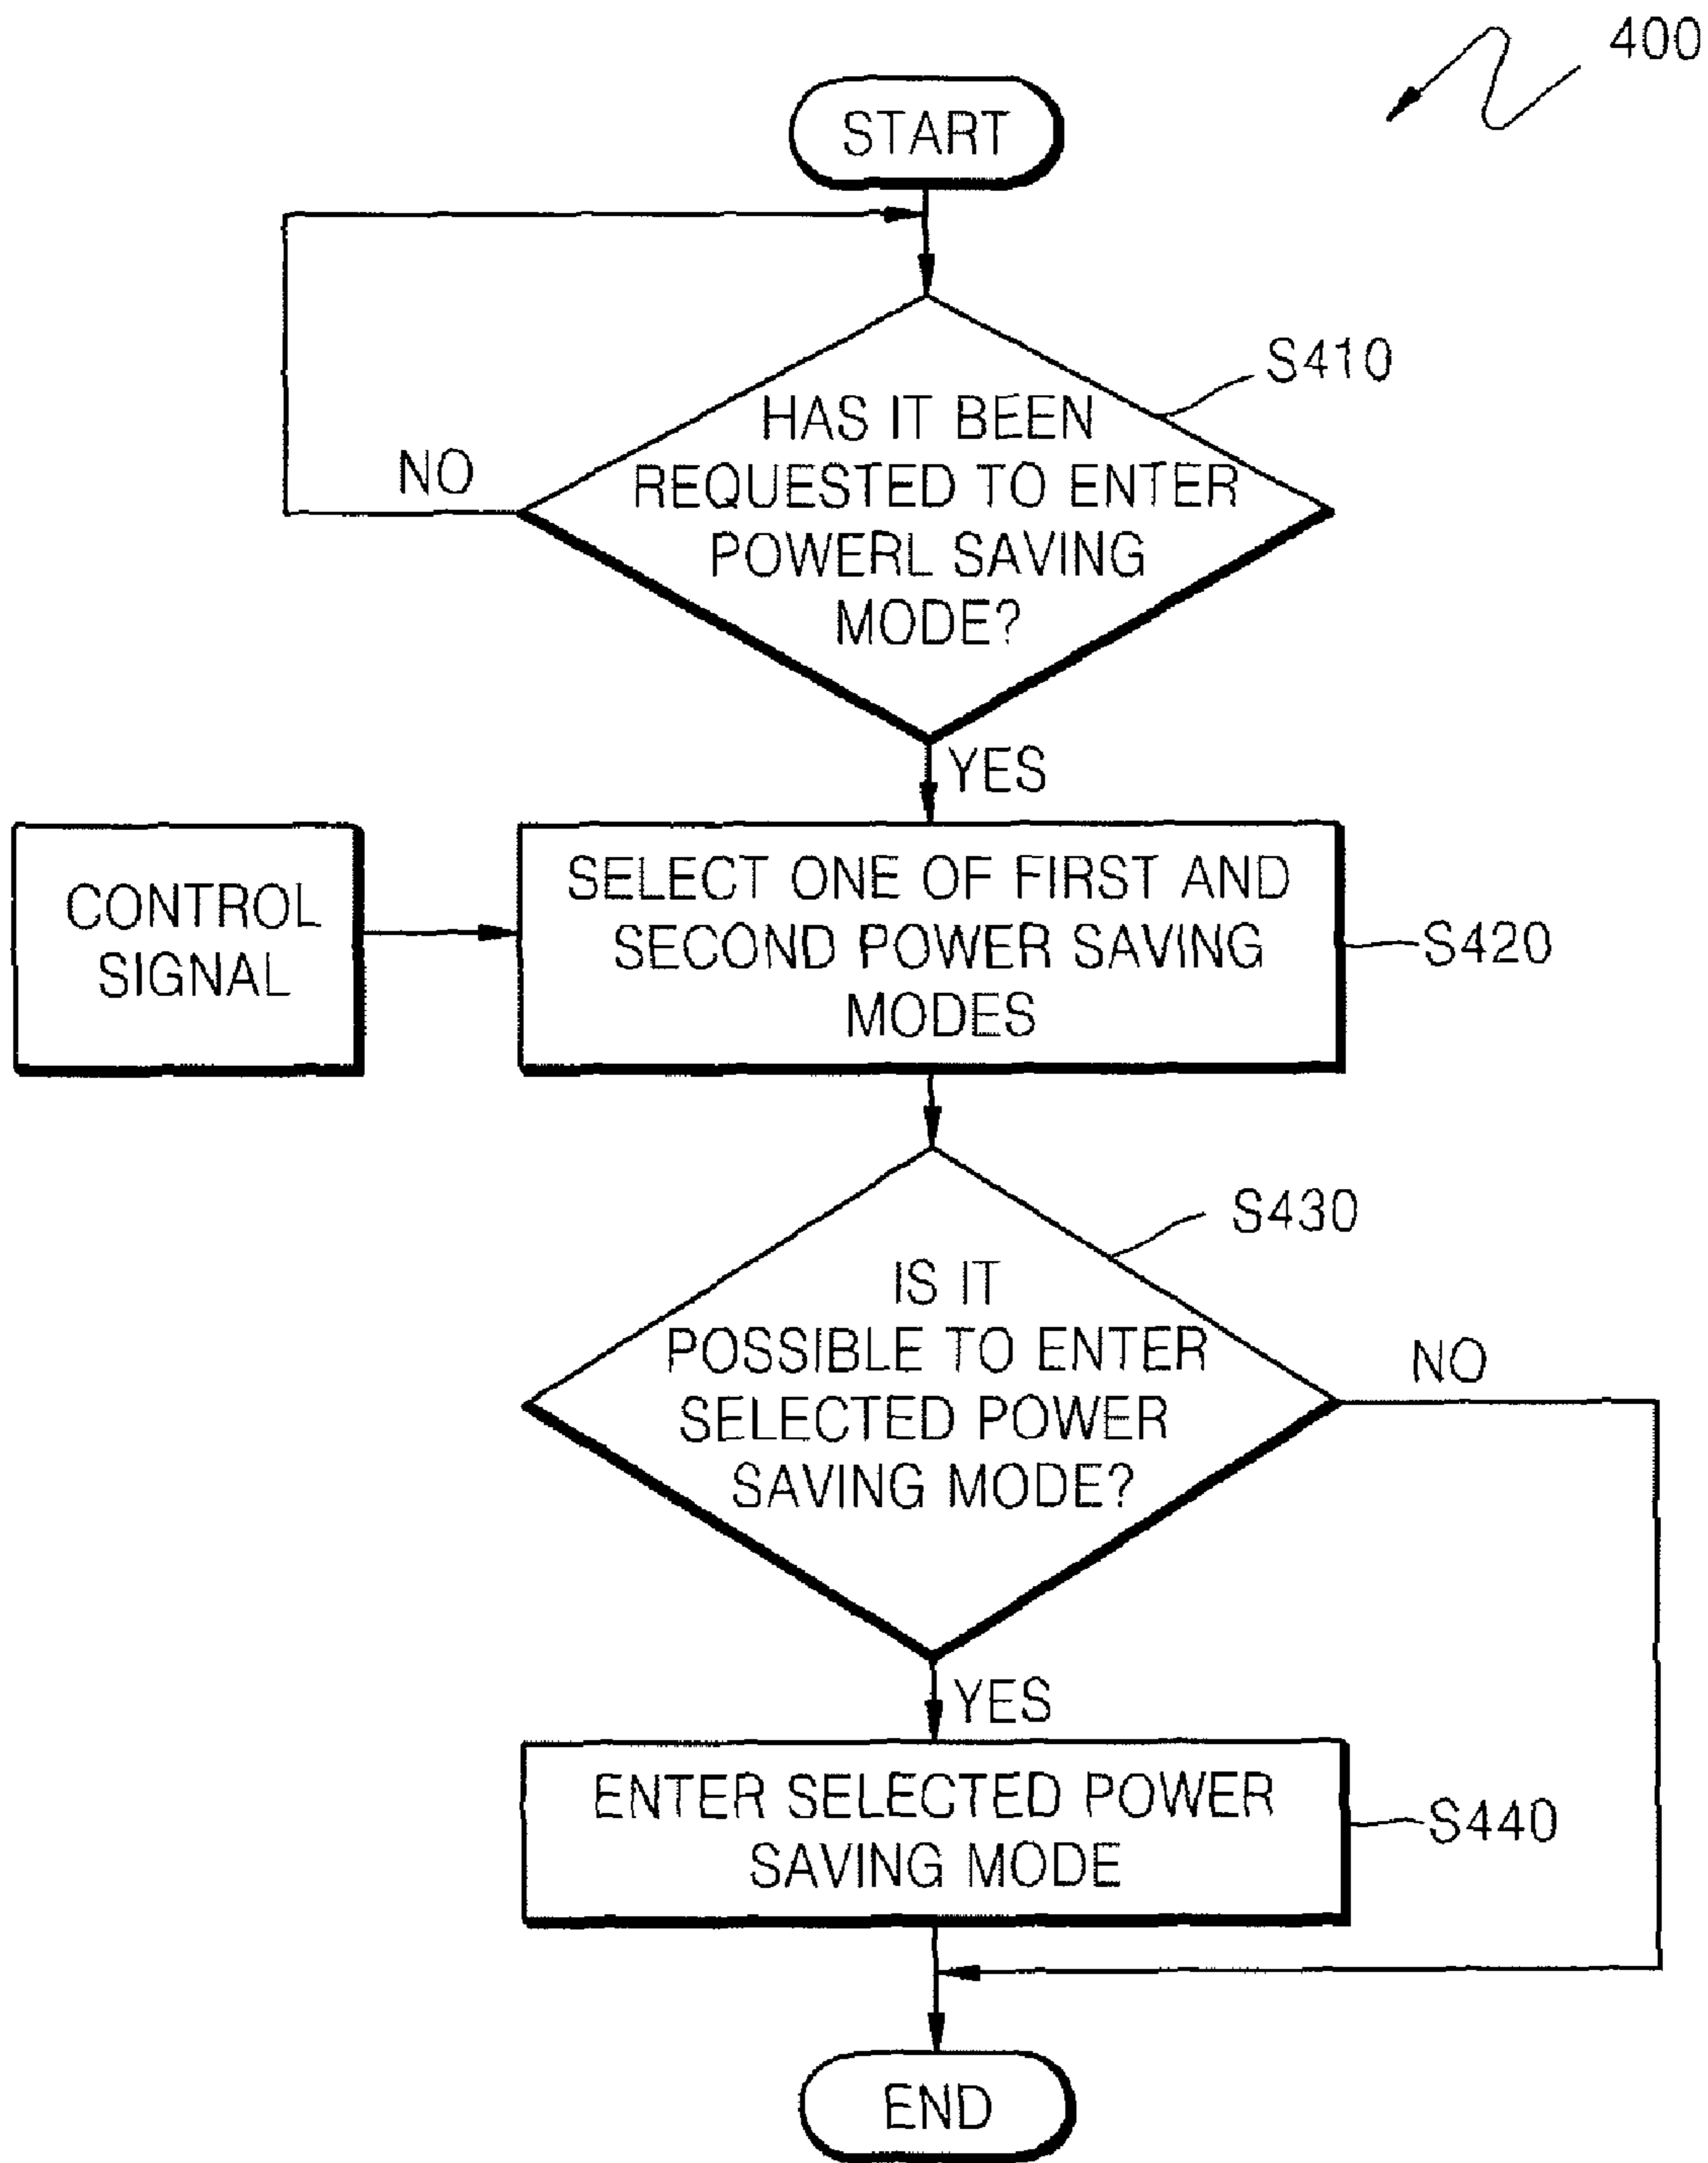 400
START
S410
HAS IT BEEN
REQUESTED TO ENTER
POWERL SAVING
MODE?
NO
YES
CONTROL
SIGNAL
SELECT ONE OF FIRST AND
SECOND POWER SAVING
MODES
S420
S430
IS IT
POSSIBLE TO ENTER
SELECTED POWER
SAVING MODE?
NO
YES
ENTER SELECTED POWER
SAVING MODE
S440
END